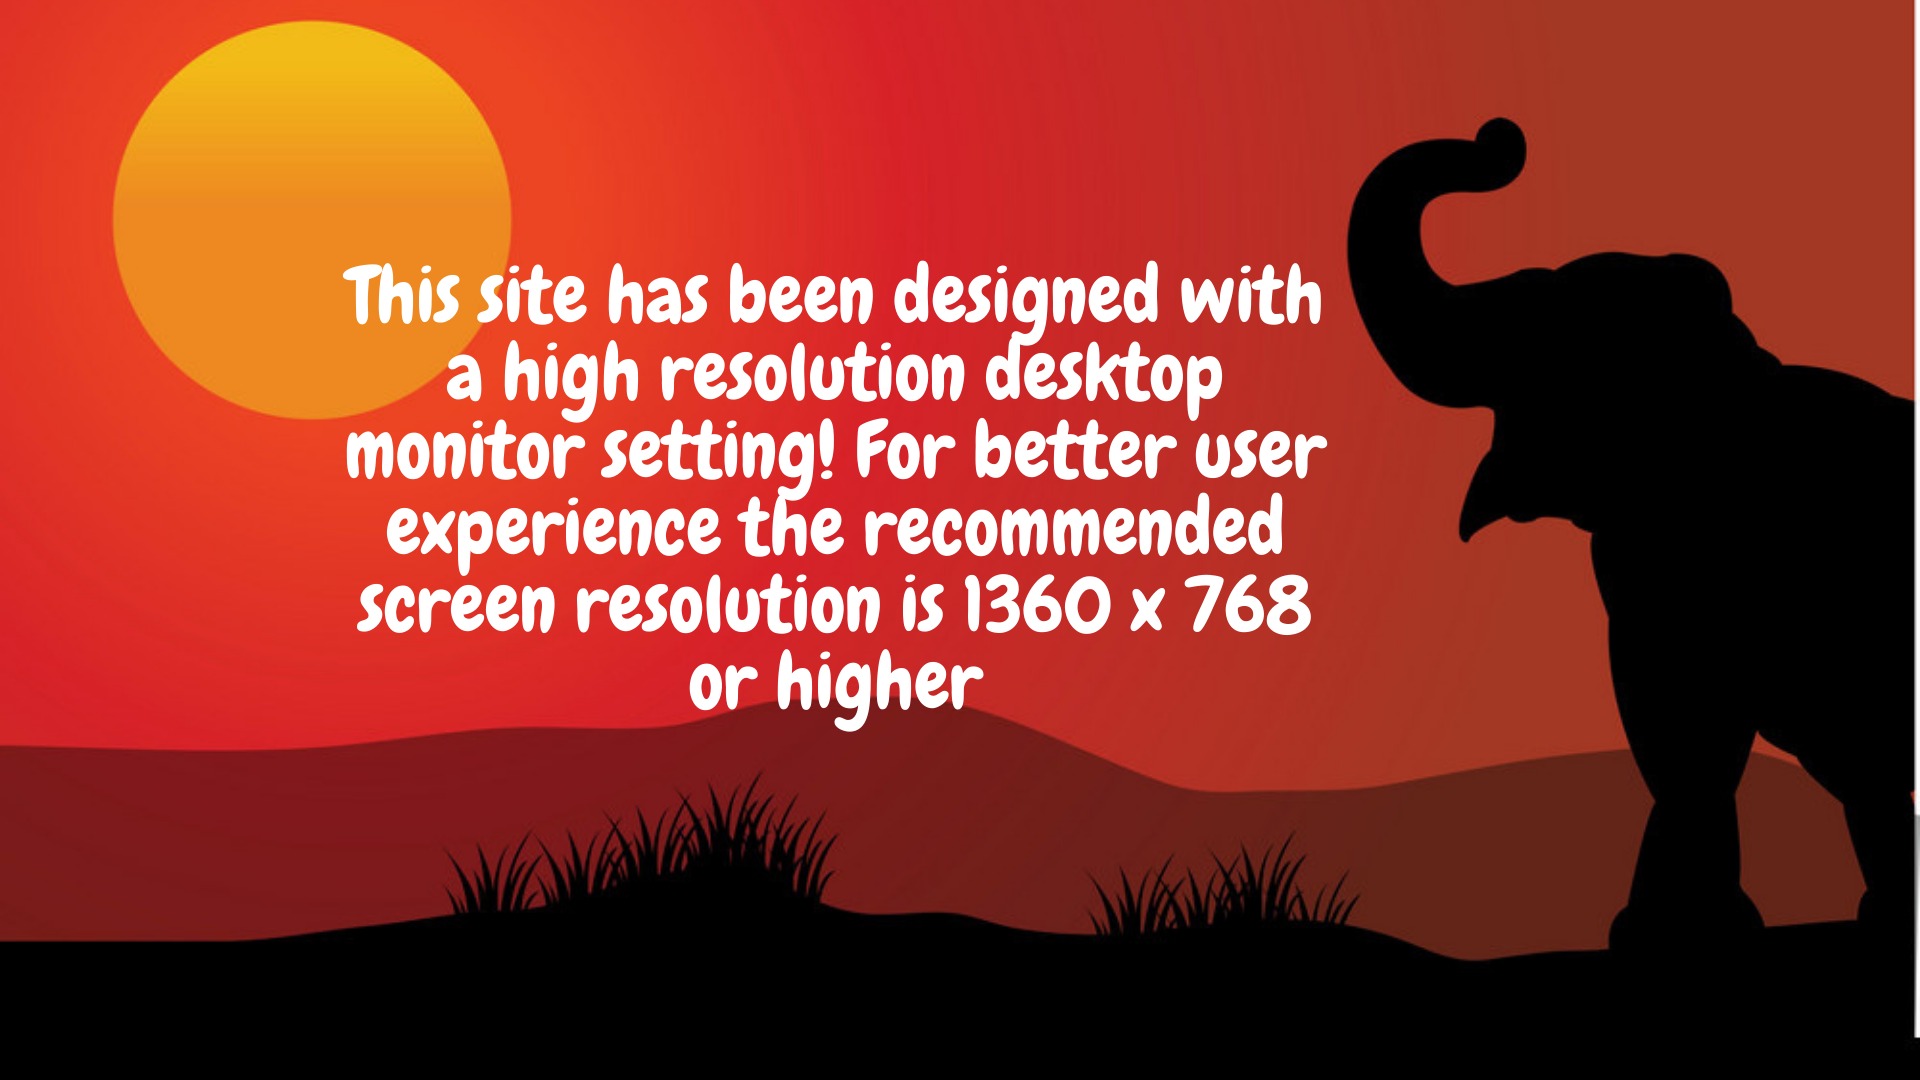 This site has been designed with
a high resolution desktop
monitor setting! For better user
experience the recommended
screen resolution is 1360 x 768
or higher